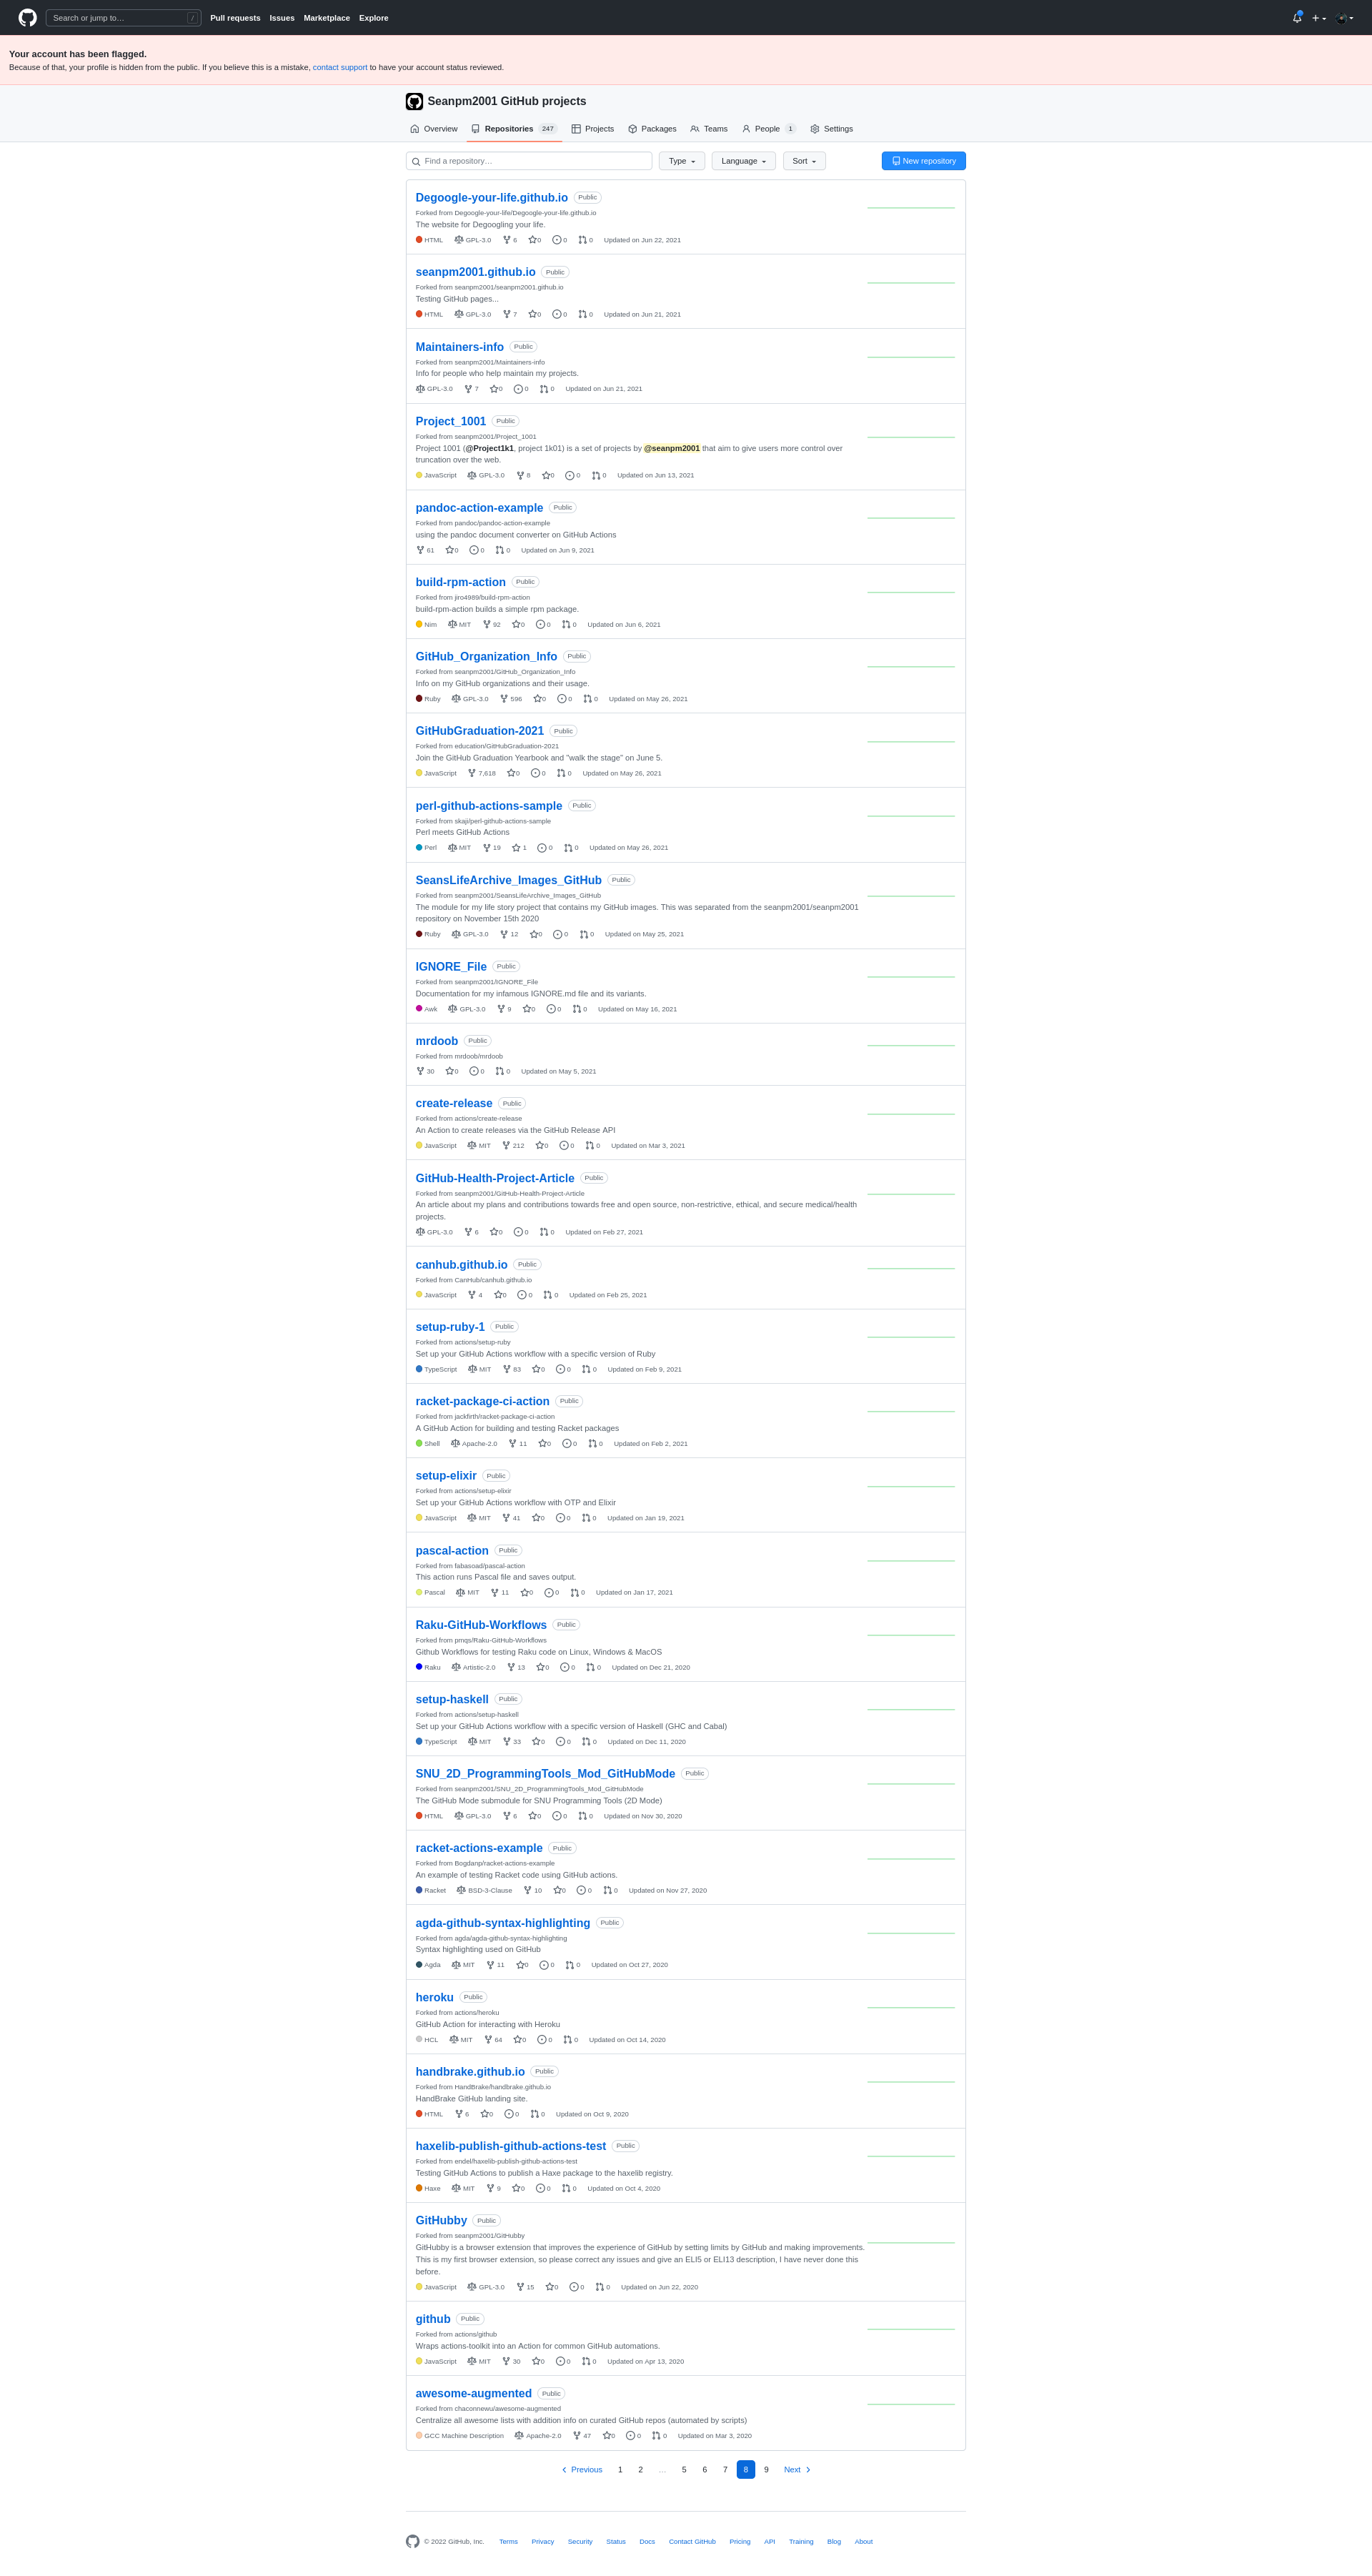 Search or jump to… /
Pull requests Issues Marketplace Explore
Your account has been flagged.
Because of that, your profile is hidden from the public. If you believe this is a mistake, contact support to have your account status reviewed.
Seanpm2001 GitHub projects
Overview Repositories 247 Projects Packages Teams People 1 Settings
Find a repository… Type Language Sort New repository
Degoogle-your-life.github.io Public
Forked from Degoogle-your-life/Degoogle-your-life.github.io
The website for Degoogling your life.
HTML GPL-3.0 6 0 0 0 Updated on Jun 22, 2021
seanpm2001.github.io Public
Forked from seanpm2001/seanpm2001.github.io
Testing GitHub pages...
HTML GPL-3.0 7 0 0 0 Updated on Jun 21, 2021
Maintainers-info Public
Forked from seanpm2001/Maintainers-info
Info for people who help maintain my projects.
GPL-3.0 7 0 0 0 Updated on Jun 21, 2021
Project_1001 Public
Forked from seanpm2001/Project_1001
Project 1001 (@Project1k1, project 1k01) is a set of projects by @seanpm2001 that aim to give users more control over
truncation over the web.
JavaScript GPL-3.0 8 0 0 0 Updated on Jun 13, 2021
pandoc-action-example Public
Forked from pandoc/pandoc-action-example
using the pandoc document converter on GitHub Actions
61 0 0 0 Updated on Jun 9, 2021
build-rpm-action Public
Forked from jiro4989/build-rpm-action
build-rpm-action builds a simple rpm package.
Nim MIT 92 0 0 0 Updated on Jun 6, 2021
GitHub_Organization_Info Public
Forked from seanpm2001/GitHub_Organization_Info
Info on my GitHub organizations and their usage.
Ruby GPL-3.0 596 0 0 0 Updated on May 26, 2021
GitHubGraduation-2021 Public
Forked from education/GitHubGraduation-2021
Join the GitHub Graduation Yearbook and "walk the stage" on June 5.
JavaScript 7,618 0 0 0 Updated on May 26, 2021
perl-github-actions-sample Public
Forked from skaji/perl-github-actions-sample
Perl meets GitHub Actions
Perl MIT 19 1 0 0 Updated on May 26, 2021
SeansLifeArchive_Images_GitHub Public
Forked from seanpm2001/SeansLifeArchive_Images_GitHub
The module for my life story project that contains my GitHub images. This was separated from the seanpm2001/seanpm2001
repository on November 15th 2020
Ruby GPL-3.0 12 0 0 0 Updated on May 25, 2021
IGNORE_File Public
Forked from seanpm2001/IGNORE_File
Documentation for my infamous IGNORE.md file and its variants.
Awk GPL-3.0 9 0 0 0 Updated on May 16, 2021
mrdoob Public
Forked from mrdoob/mrdoob
30 0 0 0 Updated on May 5, 2021
create-release Public
Forked from actions/create-release
An Action to create releases via the GitHub Release API
JavaScript MIT 212 0 0 0 Updated on Mar 3, 2021
GitHub-Health-Project-Article Public
Forked from seanpm2001/GitHub-Health-Project-Article
An article about my plans and contributions towards free and open source, non-restrictive, ethical, and secure medical/health
projects.
GPL-3.0 6 0 0 0 Updated on Feb 27, 2021
canhub.github.io Public
Forked from CanHub/canhub.github.io
JavaScript 4 0 0 0 Updated on Feb 25, 2021
setup-ruby-1 Public
Forked from actions/setup-ruby
Set up your GitHub Actions workflow with a specific version of Ruby
TypeScript MIT 83 0 0 0 Updated on Feb 9, 2021
racket-package-ci-action Public
Forked from jackfirth/racket-package-ci-action
A GitHub Action for building and testing Racket packages
Shell Apache-2.0 11 0 0 0 Updated on Feb 2, 2021
setup-elixir Public
Forked from actions/setup-elixir
Set up your GitHub Actions workflow with OTP and Elixir
JavaScript MIT 41 0 0 0 Updated on Jan 19, 2021
pascal-action Public
Forked from fabasoad/pascal-action
This action runs Pascal file and saves output.
Pascal MIT 11 0 0 0 Updated on Jan 17, 2021
Raku-GitHub-Workflows Public
Forked from pmqs/Raku-GitHub-Workflows
Github Workflows for testing Raku code on Linux, Windows & MacOS
Raku Artistic-2.0 13 0 0 0 Updated on Dec 21, 2020
setup-haskell Public
Forked from actions/setup-haskell
Set up your GitHub Actions workflow with a specific version of Haskell (GHC and Cabal)
TypeScript MIT 33 0 0 0 Updated on Dec 11, 2020
SNU_2D_ProgrammingTools_Mod_GitHubMode Public
Forked from seanpm2001/SNU_2D_ProgrammingTools_Mod_GitHubMode
The GitHub Mode submodule for SNU Programming Tools (2D Mode)
HTML GPL-3.0 6 0 0 0 Updated on Nov 30, 2020
racket-actions-example Public
Forked from Bogdanp/racket-actions-example
An example of testing Racket code using GitHub actions.
Racket BSD-3-Clause 10 0 0 0 Updated on Nov 27, 2020
agda-github-syntax-highlighting Public
Forked from agda/agda-github-syntax-highlighting
Syntax highlighting used on GitHub
Agda MIT 11 0 0 0 Updated on Oct 27, 2020
heroku Public
Forked from actions/heroku
GitHub Action for interacting with Heroku
HCL MIT 64 0 0 0 Updated on Oct 14, 2020
handbrake.github.io Public
Forked from HandBrake/handbrake.github.io
HandBrake GitHub landing site.
HTML 6 0 0 0 Updated on Oct 9, 2020
haxelib-publish-github-actions-test Public
Forked from endel/haxelib-publish-github-actions-test
Testing GitHub Actions to publish a Haxe package to the haxelib registry.
Haxe MIT 9 0 0 0 Updated on Oct 4, 2020
GitHubby Public
Forked from seanpm2001/GitHubby
GitHubby is a browser extension that improves the experience of GitHub by setting limits by GitHub and making improvements.
This is my first browser extension, so please correct any issues and give an ELI5 or ELI13 description, I have never done this
before.
JavaScript GPL-3.0 15 0 0 0 Updated on Jun 22, 2020
github Public
Forked from actions/github
Wraps actions-toolkit into an Action for common GitHub automations.
JavaScript MIT 30 0 0 0 Updated on Apr 13, 2020
awesome-augmented Public
Forked from chaconnewu/awesome-augmented
Centralize all awesome lists with addition info on curated GitHub repos (automated by scripts)
GCC Machine Description Apache-2.0 47 0 0 0 Updated on Mar 3, 2020
Previous 1 2 … 5 6 7 8 9 Next
© 2022 GitHub, Inc. Terms Privacy Security Status Docs Contact GitHub Pricing API Training Blog About